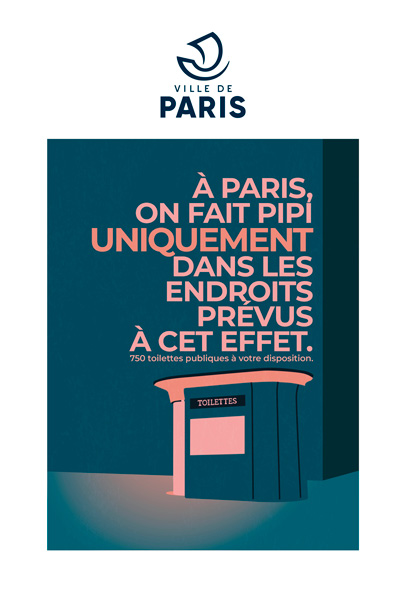 VILLE DE
PARIS
À PARIS,
ON FAIT PIPI
UNIQUEMENT
DANS LES
ENDROITS
PRÉVUS
À CET EFFET.
750 toilettes publiques à votre disposition.
TOILETTES